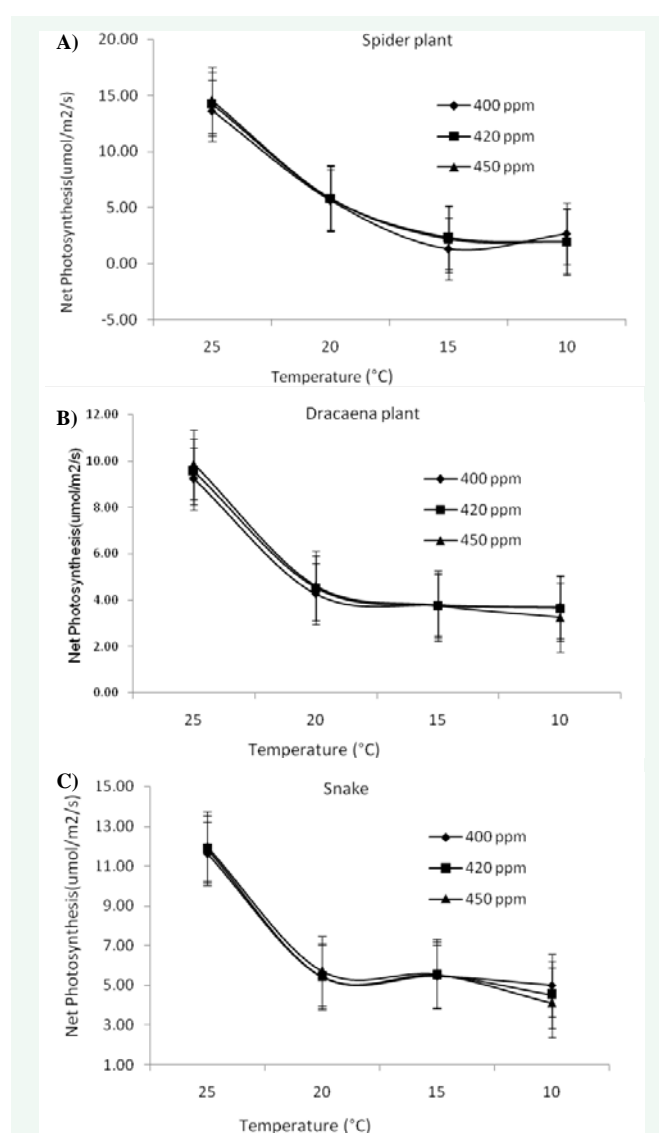 A)
Spider plant
20.00
15.00
10.00
5.00
0.00
-5.00
Net Photosynthesis(umol/m2/s)
400 ppm
420 ppm
450 ppm
25 20 15 10
Temperature (°C)
B)
Dracaena plant
12.00
10.00
8.00
6.00
4.00
2.00
0.00
Net Photosynthesis(umol/m2/s)
400 ppm
420 ppm
450 ppm
25 20 15 10
Temperature (°C)
C)
Snake
15.00
13.00
11.00
9.00
7.00
5.00
3.00
1.00
Net Photosynthesis(umol/m2/s)
400 ppm
420 ppm
450 ppm
25 20 15 10
Temperature (°C)